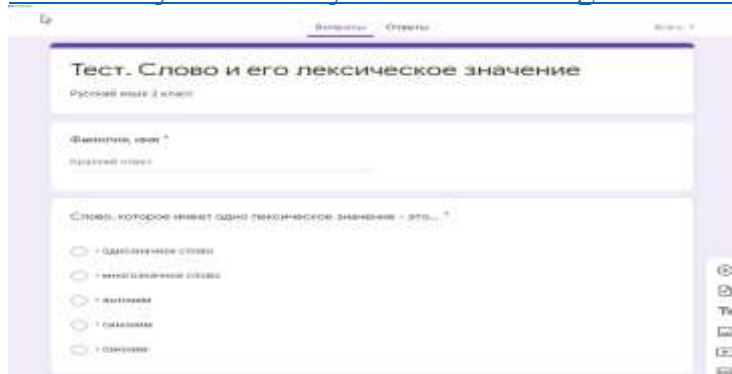 Вопросы Ответы
Тест. Слово и его лексическое значение
Русский язык 2 класс
Фамилия, имя *
Краткий ответ
Слово, которое имеет одно лексическое значение - это... *
• однозначное слово
• многозначное слово
• антоним
• синоним
• омоним